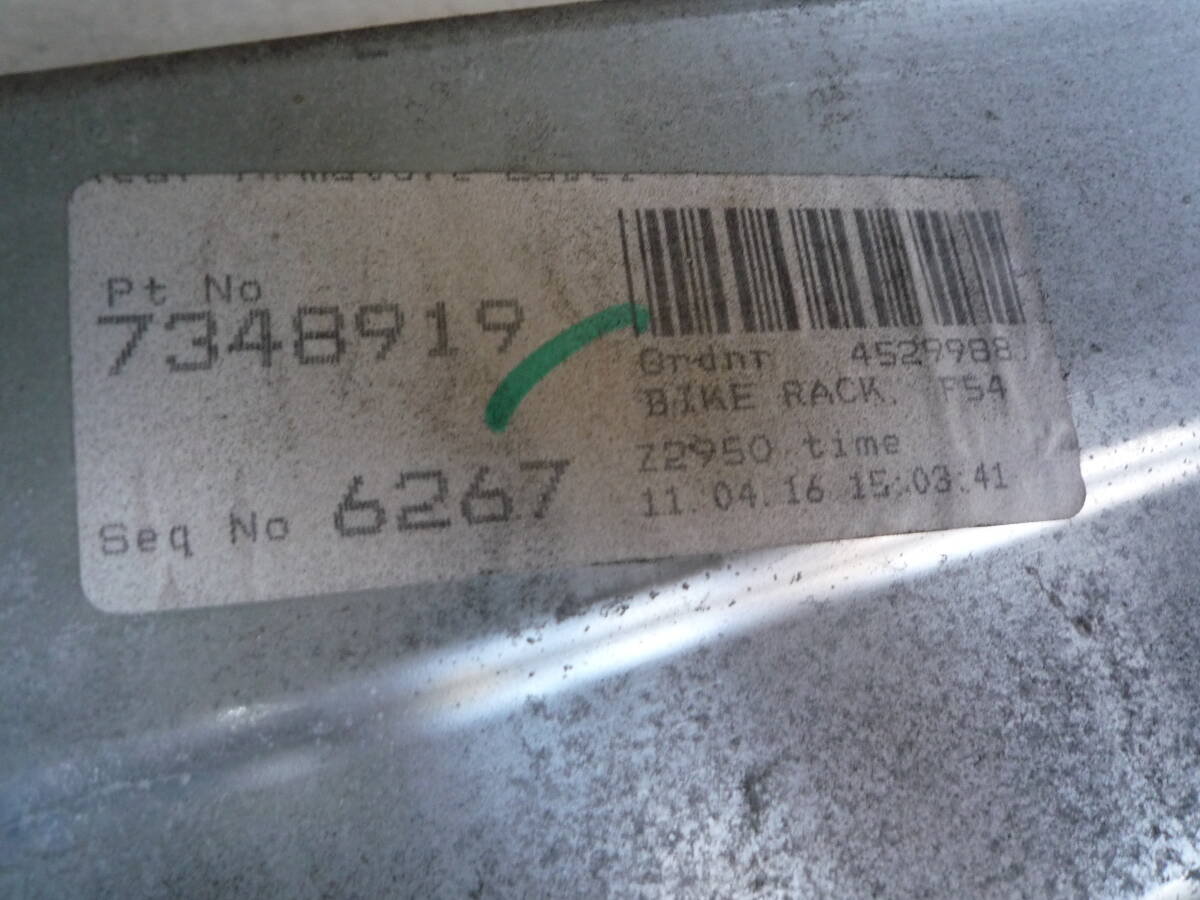 Pt No
7348919
Seq No 6267
Grdnr 4529988
BIKE RACK. F54
Z2950 time
11.04.16 15:03:41